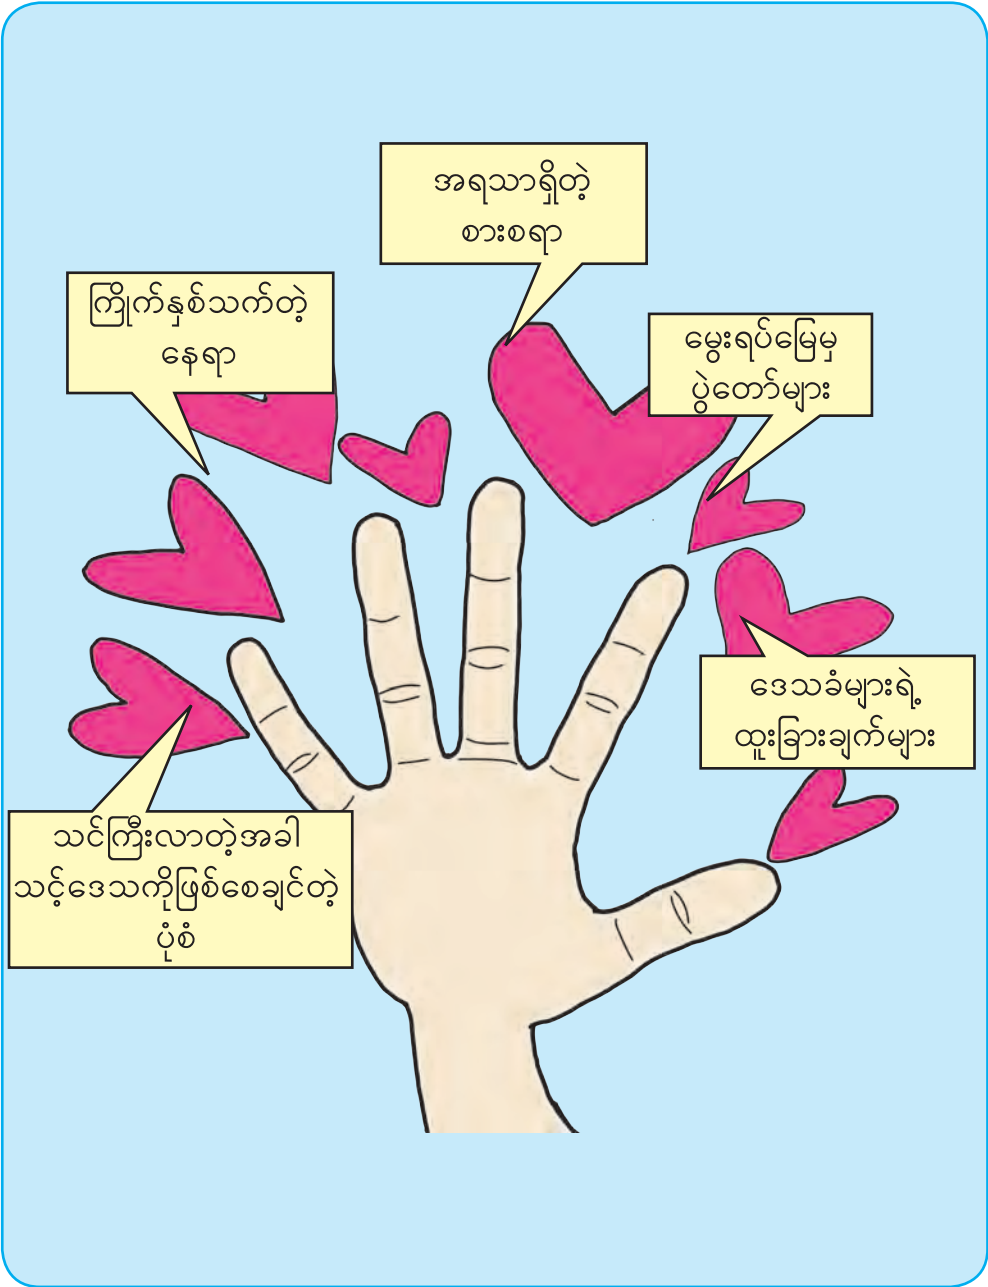 အရသာရှိတဲ့
စားစရာ
ကြိုက်နှစ်သက်တဲ့
နေရာ
မွေးရပ်မြေမှ
ပွဲတော်များ
ဒေသခံများရဲ့
ထူးခြားချက်များ
သင်ကြီးလာတဲ့အခါ
သင့်ဒေသကိုဖြစ်စေချင်တဲ့
ပုံစံ